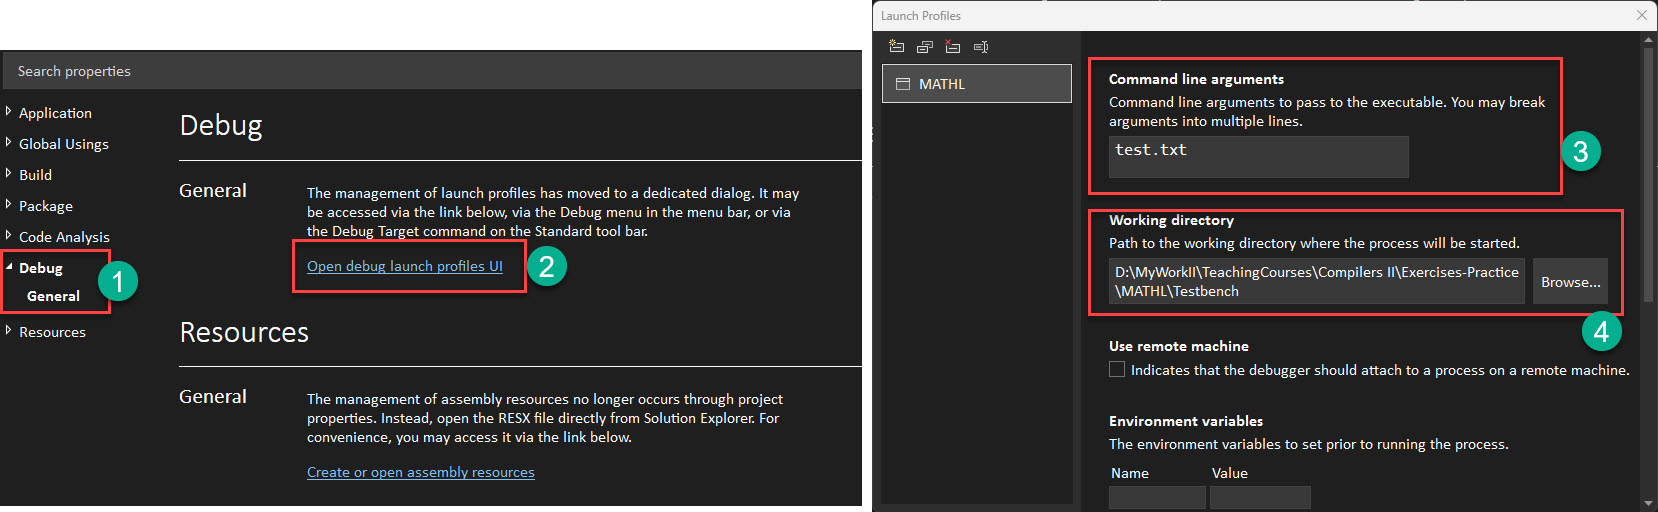 Search properties
Application
Global Usings
Build
Package
Code Analysis
Debug
General
Resources
1
Debug
General
The management of launch profiles has moved to a dedicated dialog. It may
be accessed via the link below, via the Debug menu in the menu bar, or via
the Debug Target command on the Standard tool bar.
Open debug launch profiles UI
2
Resources
General
The management of assembly resources no longer occurs through project
properties. Instead, open the RESX file directly from Solution Explorer. For
convenience, you may access it via the link below.
Create or open assembly resources
Launch Profiles
MATHL
Command line arguments
Command line arguments to pass to the executable. You may break
arguments into multiple lines.
test.txt
3
Working directory
Path to the working directory where the process will be started.
D:\MyWorkII\TeachingCourses\Compilers II\Exercises-Practice
\MATHL\Testbench
Browse...
4
Use remote machine
Indicates that the debugger should attach to a process on a remote machine.
Environment variables
The environment variables to set prior to running the process.
Name Value